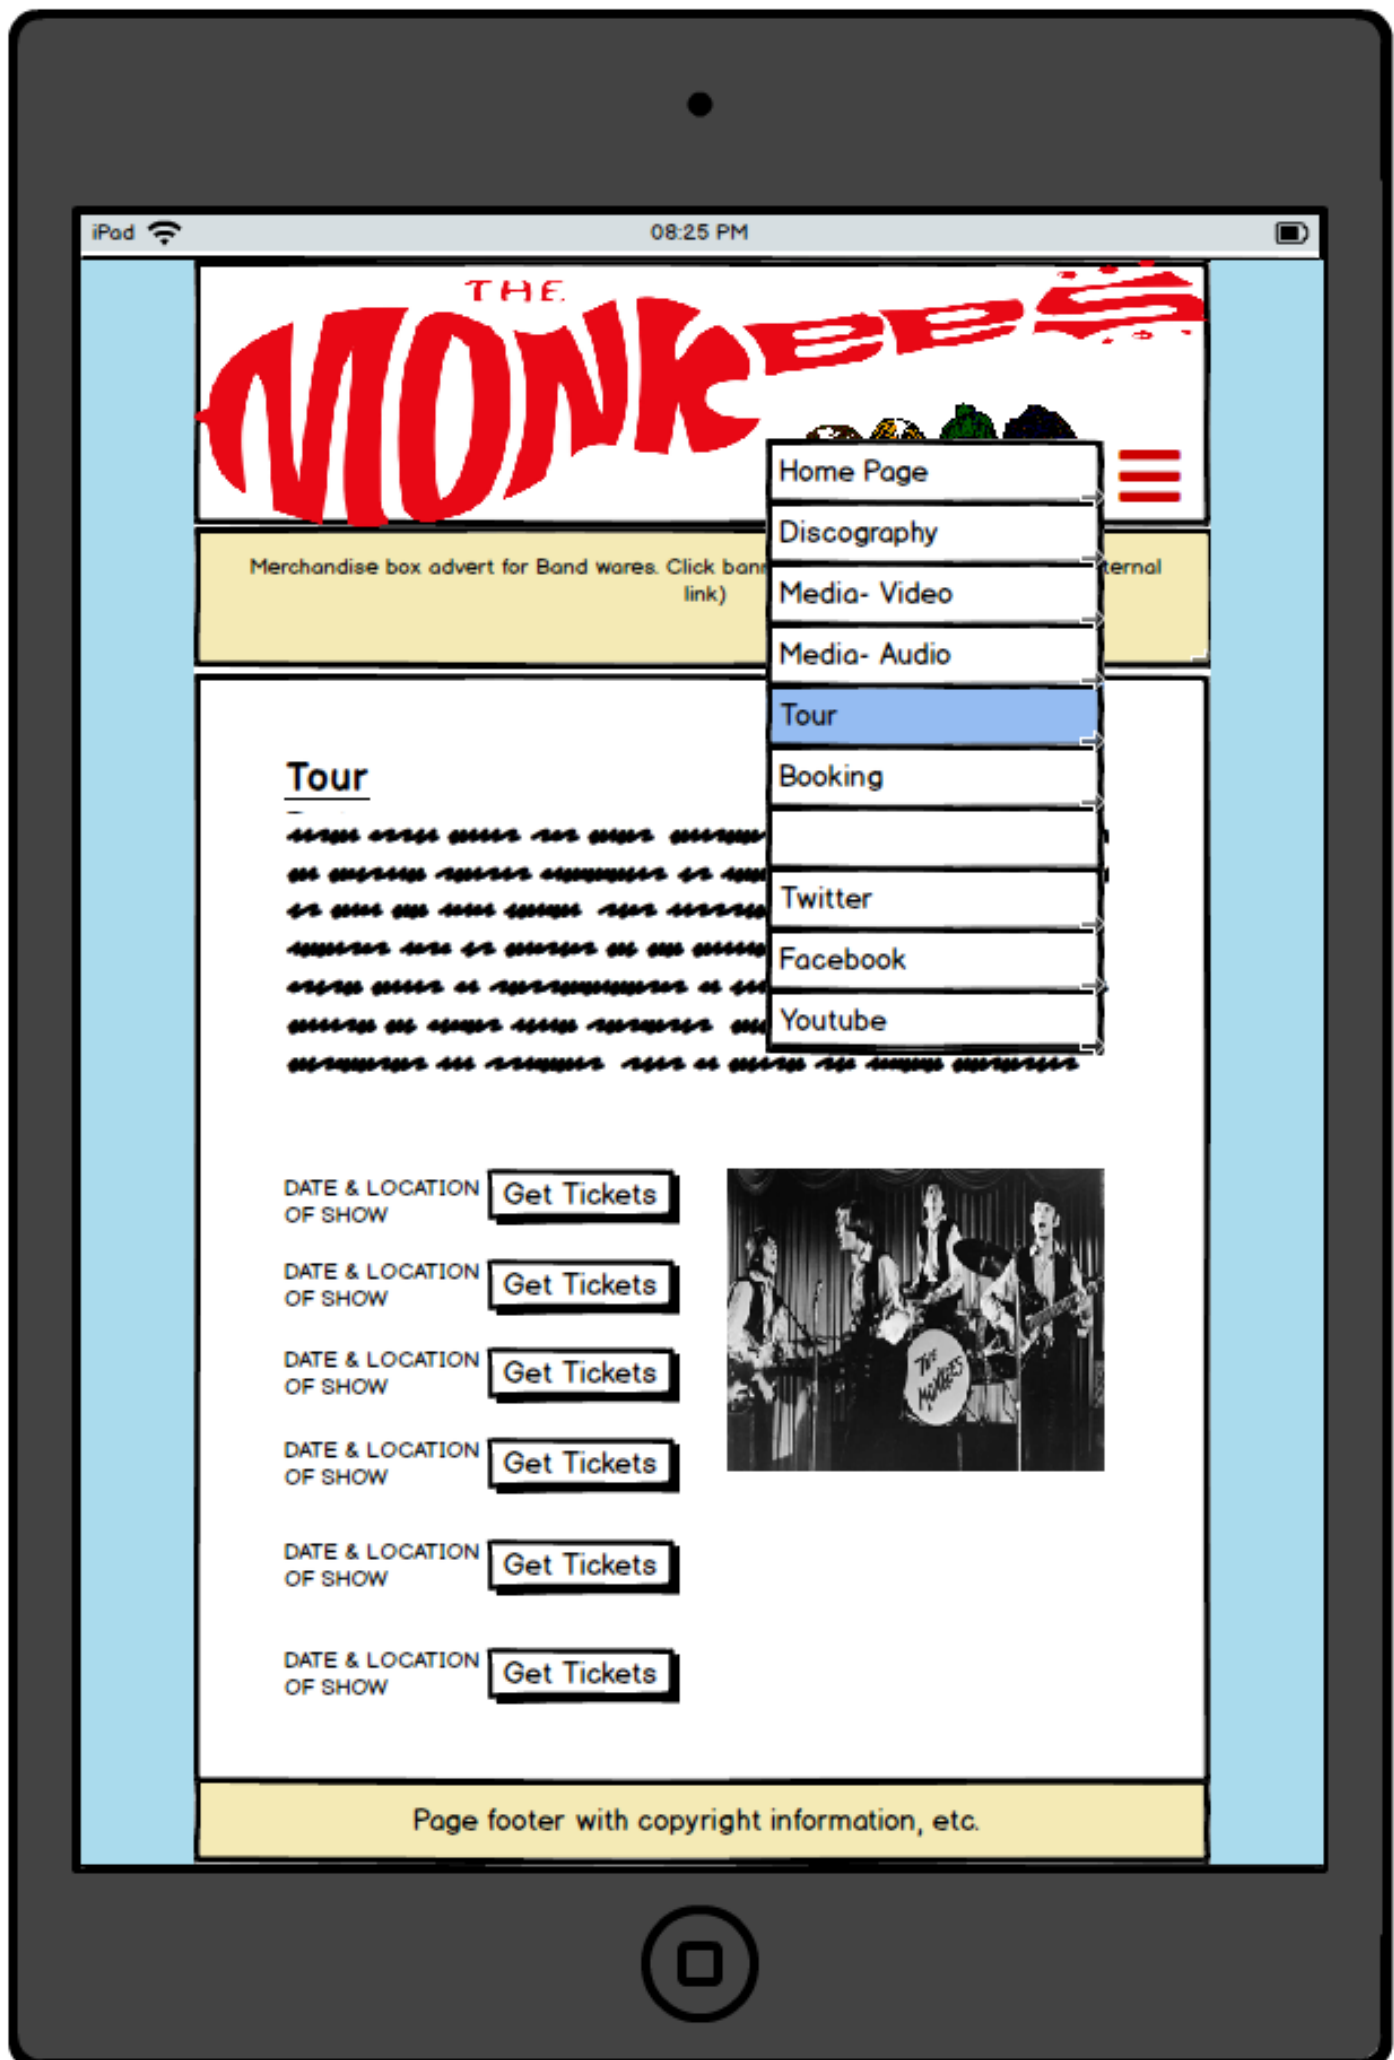 iPad
08:25 PM
THE
MONKEES
Home Page
Discography
Media- Video
Media- Audio
Tour
Booking
Twitter
Facebook
Youtube
Merchandise box advert for Band wares. Click
link)
Tour
DATE & LOCATION
OF SHOW
Get Tickets
DATE & LOCATION
OF SHOW
Get Tickets
DATE & LOCATION
OF SHOW
Get Tickets
DATE & LOCATION
OF SHOW
Get Tickets
DATE & LOCATION
OF SHOW
Get Tickets
DATE & LOCATION
OF SHOW
Get Tickets
THE
MONKEES
Page footer with copyright information, etc.